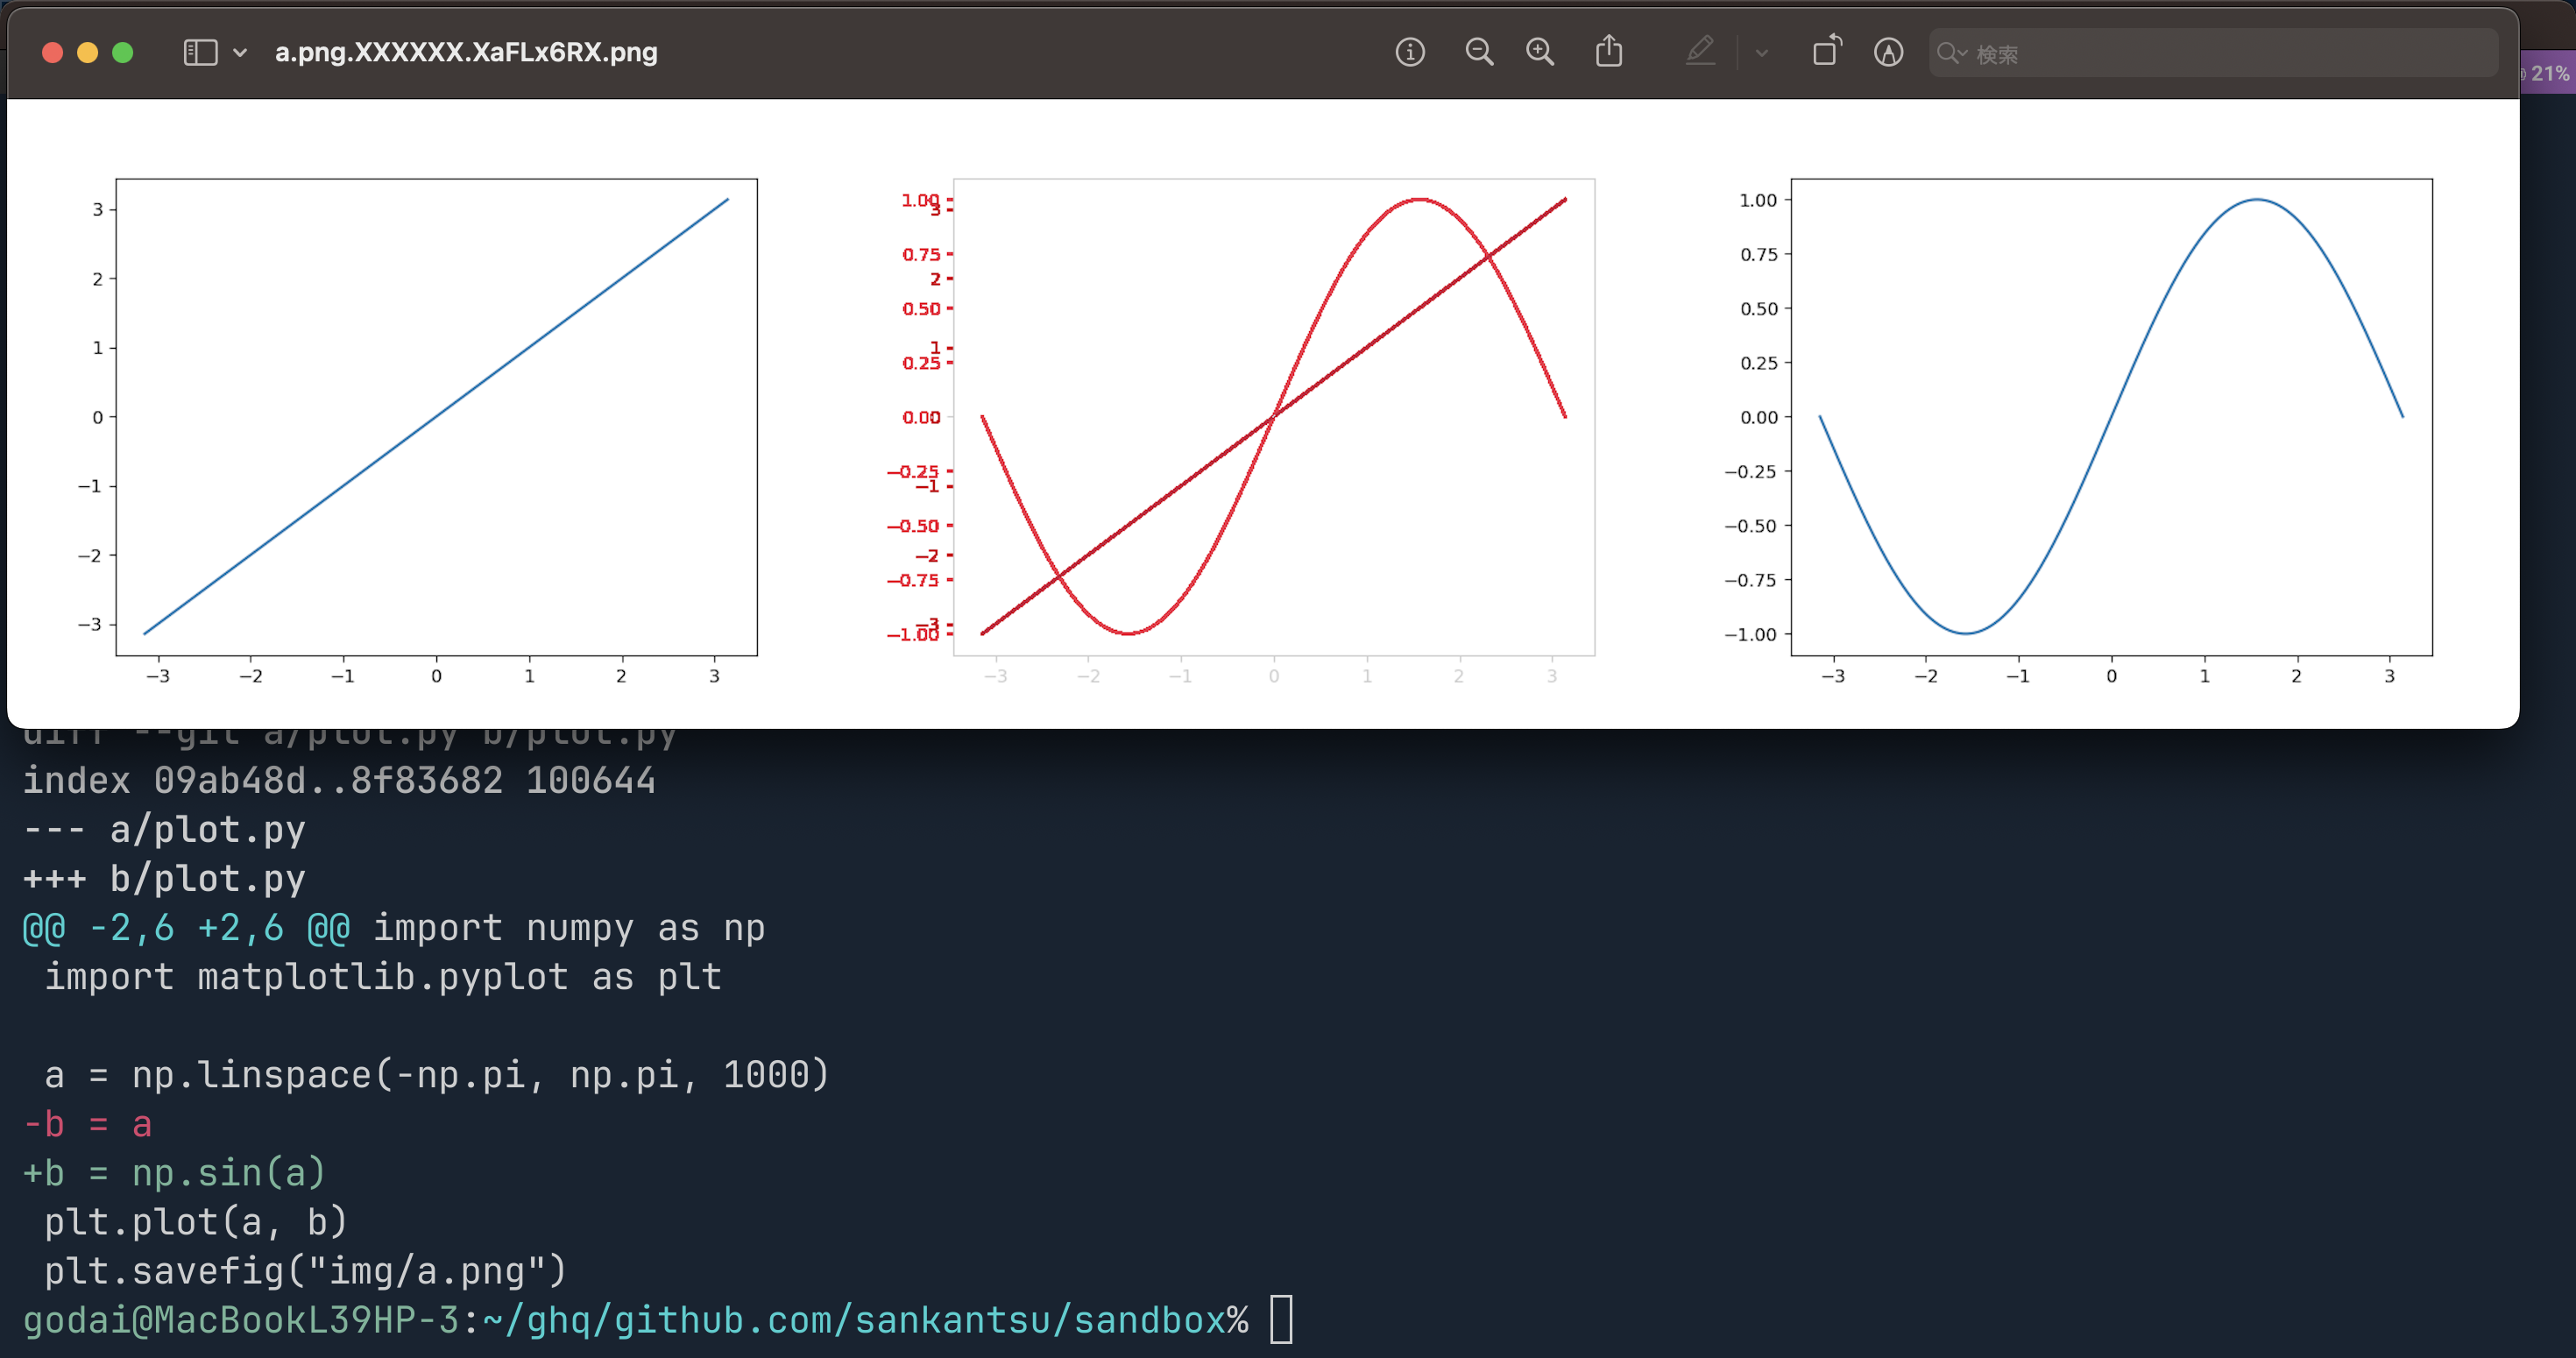 a.png.XXXXXX.XaFLx6RX.png
検索
21%
3
2
1
0
−1
−2
−3
−3 −2 −1 0 1 2 3
1.00
3
0.75
2
0.50
1
0.25
0.00
−0.25
−1
−0.50
−2
−0.75
−3
−1.00
−3 −2 −1 0 1 2 3
1.00
0.75
0.50
0.25
0.00
−0.25
−0.50
−0.75
−1.00
−3 −2 −1 0 1 2 3
diff --git a/plot.py b/plot.py
index 09ab48d..8f83682 100644
--- a/plot.py
+++ b/plot.py
@@ -2,6 +2,6 @@ import numpy as np
 import matplotlib.pyplot as plt
 a = np.linspace(-np.pi, np.pi, 1000)
-b = a
+b = np.sin(a)
 plt.plot(a, b)
 plt.savefig("img/a.png")
godai@MacBookL39HP-3:~/ghq/github.com/sankantsu/sandbox%